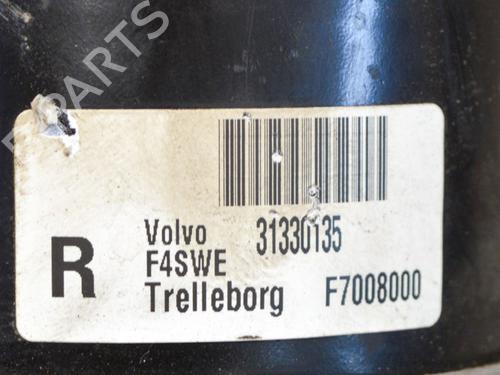 PARTS
R
Volvo 31330135
F4SWE
Trelleborg F7008000